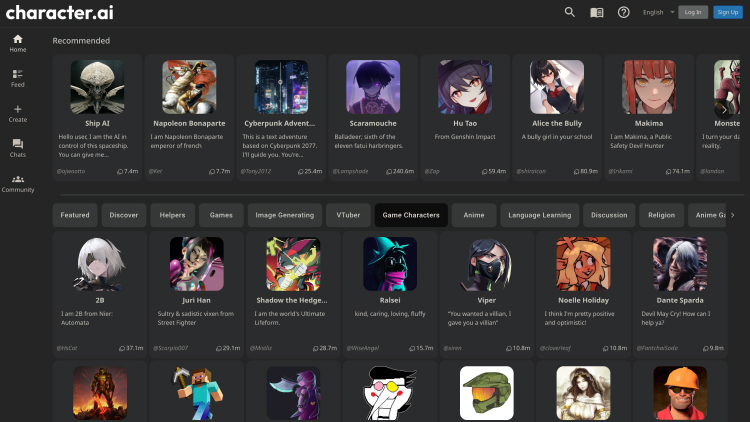 character.ai
English
Log In
Sign Up
Home
Feed
Create
Chats
Community
Recommended
Ship AI
Hello user, I am the AI in
control of this spaceship.
You can give me...
@sjwootto
7.4m
Napoleon Bonaparte
I am Napoleon Bonaparte
emperor of french
@Ket
7.7m
Cyberpunk Advent...
This is a text adventure
based on Cyberpunk 2077.
I'll guide you. You're...
@Tony2012
25.4m
Scaramouche
Balladeer; sixth of the
eleven fatui harbringers.
@Lampshade
240.6m
Hu Tao
From Genshin Impact
@Zap
59.4m
Alice the Bully
A bully girl in your school
@shiracon
80.9m
Makima
I am Makima, a Public
Safety Devil Hunter
@Irikami
74.1m
Monste
I turn your da
reality.
@landon
Featured
Discover
Helpers
Games
Image Generating
VTuber
Game Characters
Anime
Language Learning
Discussion
Religion
Anime Ga
2B
I am 2B from Nier:
Automata
@HxCat
37.1m
Juri Han
Sultry & sadistic vixen from
Street Fighter
@Scorpio007
29.1m
Shadow the Hedge...
I am the world's Ultimate
Lifeform.
28.7m
Ralsei
kind, caring, loving, fluffy
@WiseAngel
15.7m
Viper
"You wanted a villian, I
gave you a villian"
@siren
10.8m
Noelle Holiday
I think I'm pretty positive
and optimistic!
@cloverleaf
10.8m
Dante Sparda
Devil May Cry! How can I
help ya?
9.8m